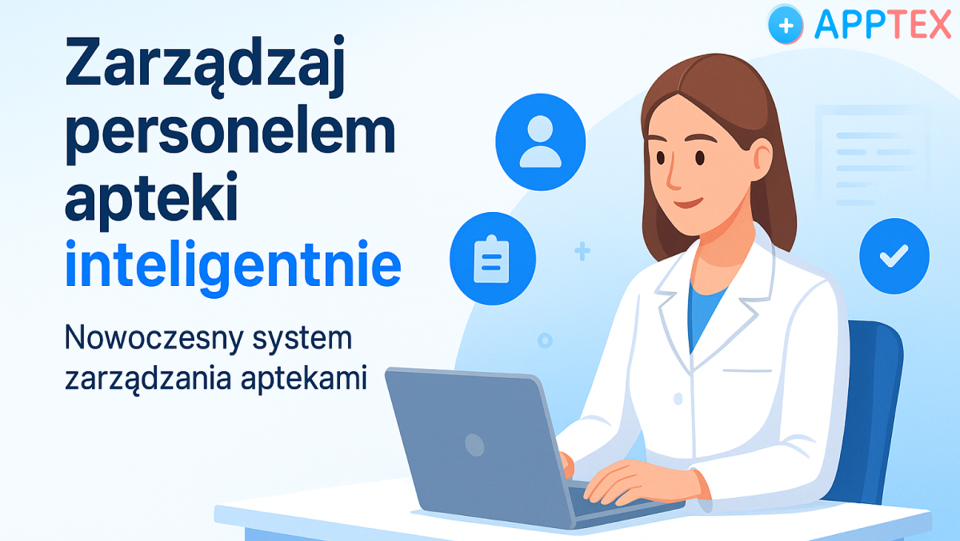 APPTEX
Zarządzaj
personelem
apteki
inteligentnie
Nowoczesny system
zarządzania aptekami